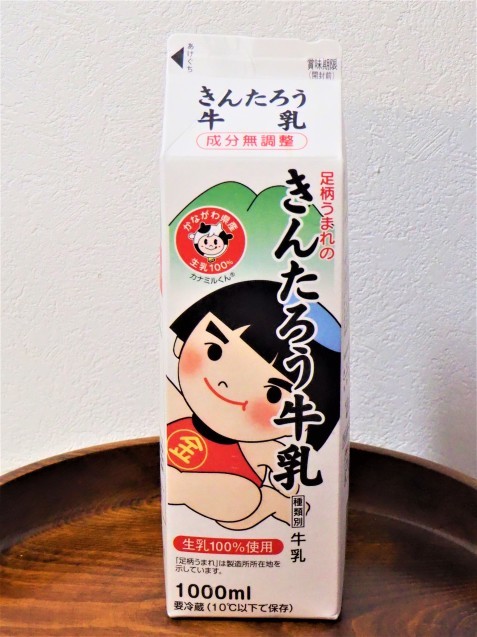 あけぐち
賞味期限
(開封前)
きんたろう
牛乳
成分無調整
足柄うまれの
きんたろう牛乳
かながわ県産
生乳100%
カナミルくん®
金
種類別
牛乳
生乳100%使用
「足柄うまれ」は製造所所在地を
示しています。
1000ml
要冷蔵(10℃以下で保存)